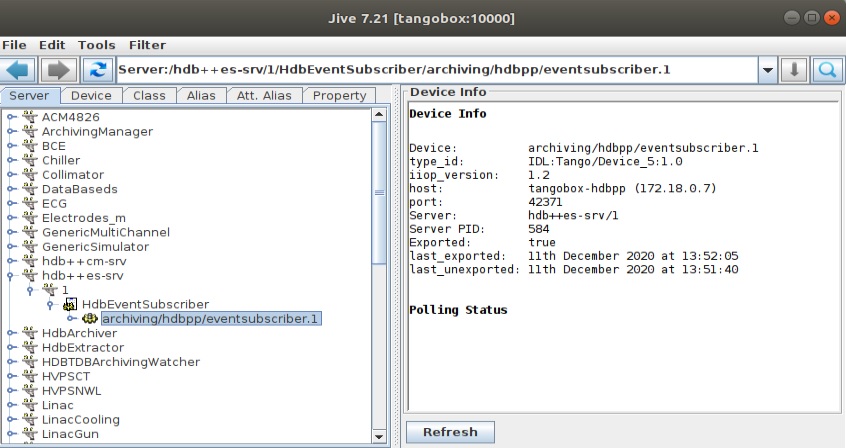 Jive 7.21 [tangobox:10000]
File Edit Tools Filter
Server:/hdb++es-srv/1/HdbEventSubscriber/archiving/hdbpp/eventsubscriber.1
Server Device Class Alias Att. Alias Property
ACM4826
ArchivingManager
BCE
Chiller
Collimator
DataBaseds
ECG
Electrodes_m
GenericMultiChannel
GenericSimulator
hdb++cm-srv
hdb++es-srv
1
HdbEventSubscriber
archiving/hdbpp/eventsubscriber.1
HdbArchiver
HdbExtractor
HDBTDBArchivingWatcher
HVPSCT
HVPSNWL
Linac
LinacCooling
LinacGun
Device Info
Device Info
Device: archiving/hdbpp/eventsubscriber.1
type_id: IDL:Tango/Device_5:1.0
iiop_version: 1.2
host: tangobox-hdbpp (172.18.0.7)
port: 42371
Server: hdb++es-srv/1
Server PID: 584
Exported: true
last_exported: 11th December 2020 at 13:52:05
last_unexported: 11th December 2020 at 13:51:40
Polling Status
Refresh